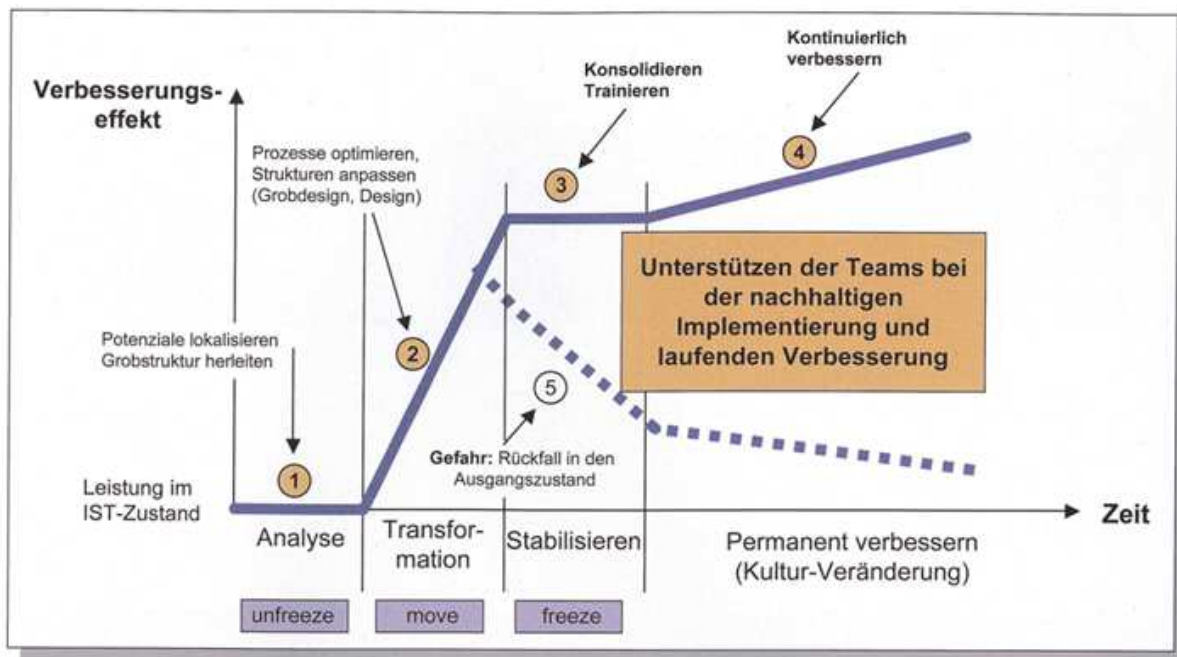 Kontinuierlich
verbessern
Konsolidieren
Trainieren
Verbesserungs-
effekt
Prozesse optimieren,
Strukturen anpassen
(Grobdesign, Design)
3
4
Unterstützen der Teams bei
der nachhaltigen
Implementierung und
laufenden Verbesserung
Potenziale lokalisieren
Grobstruktur herleiten
2
5
Gefahr: Rückfall in den
Ausgangszustand
1
Leistung im
IST-Zustand
Zeit
Analyse
Transfor-
mation
Stabilisieren
Permanent verbessern
(Kultur-Veränderung)
unfreeze
move
freeze